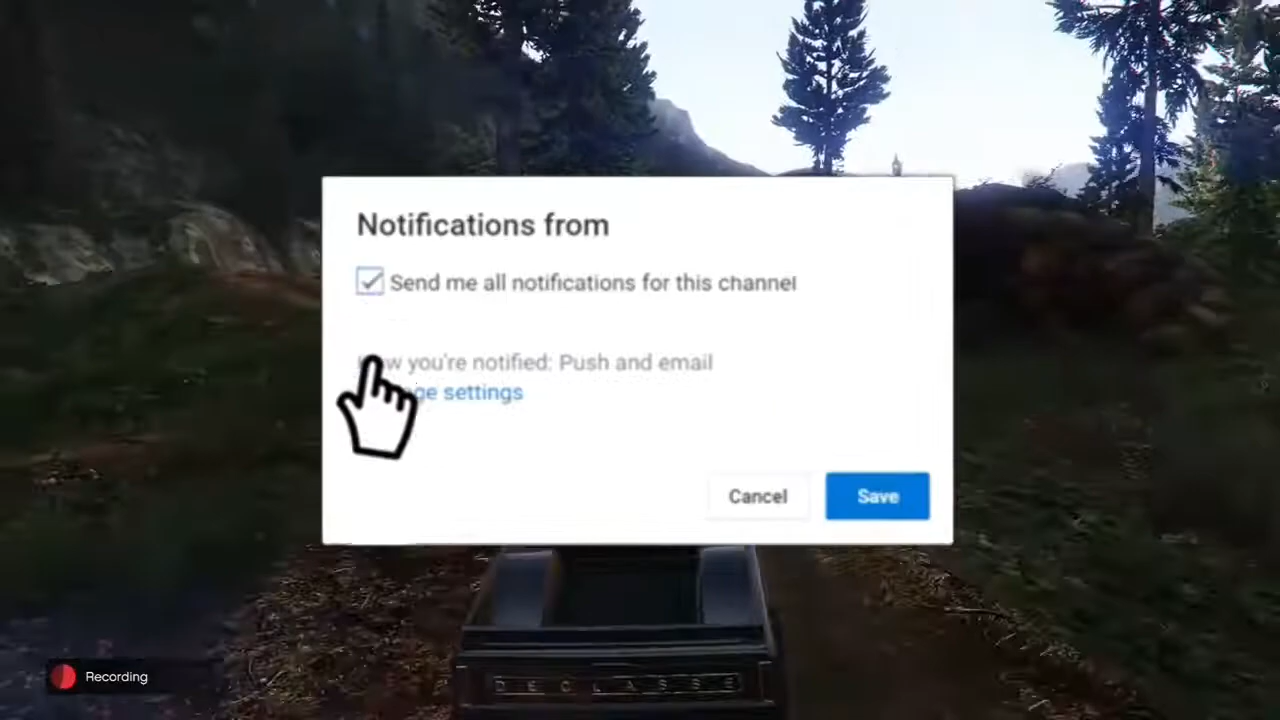 Notifications from
Send me all notifications for this channel
you're notified: Push and email
settings
Cancel
Save
Recording
DECLASSE